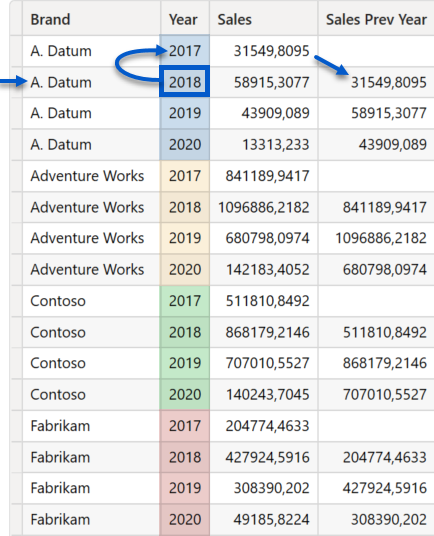 Brand Year Sales Sales Prev Year
A. Datum 2017 31549,8095
A. Datum 2018 58915,3077 31549,8095
A. Datum 2019 43909,089 58915,3077
A. Datum 2020 13313,233 43909,089
Adventure Works 2017 841189,9417
Adventure Works 2018 1096886,2182 841189,9417
Adventure Works 2019 680798,0974 1096886,2182
Adventure Works 2020 142183,4052 680798,0974
Contoso 2017 511810,8492
Contoso 2018 868179,2146 511810,8492
Contoso 2019 707010,5527 868179,2146
Contoso 2020 140243,7045 707010,5527
Fabrikam 2017 204774,4633
Fabrikam 2018 427924,5916 204774,4633
Fabrikam 2019 308390,202 427924,5916
Fabrikam 2020 49185,8224 308390,202